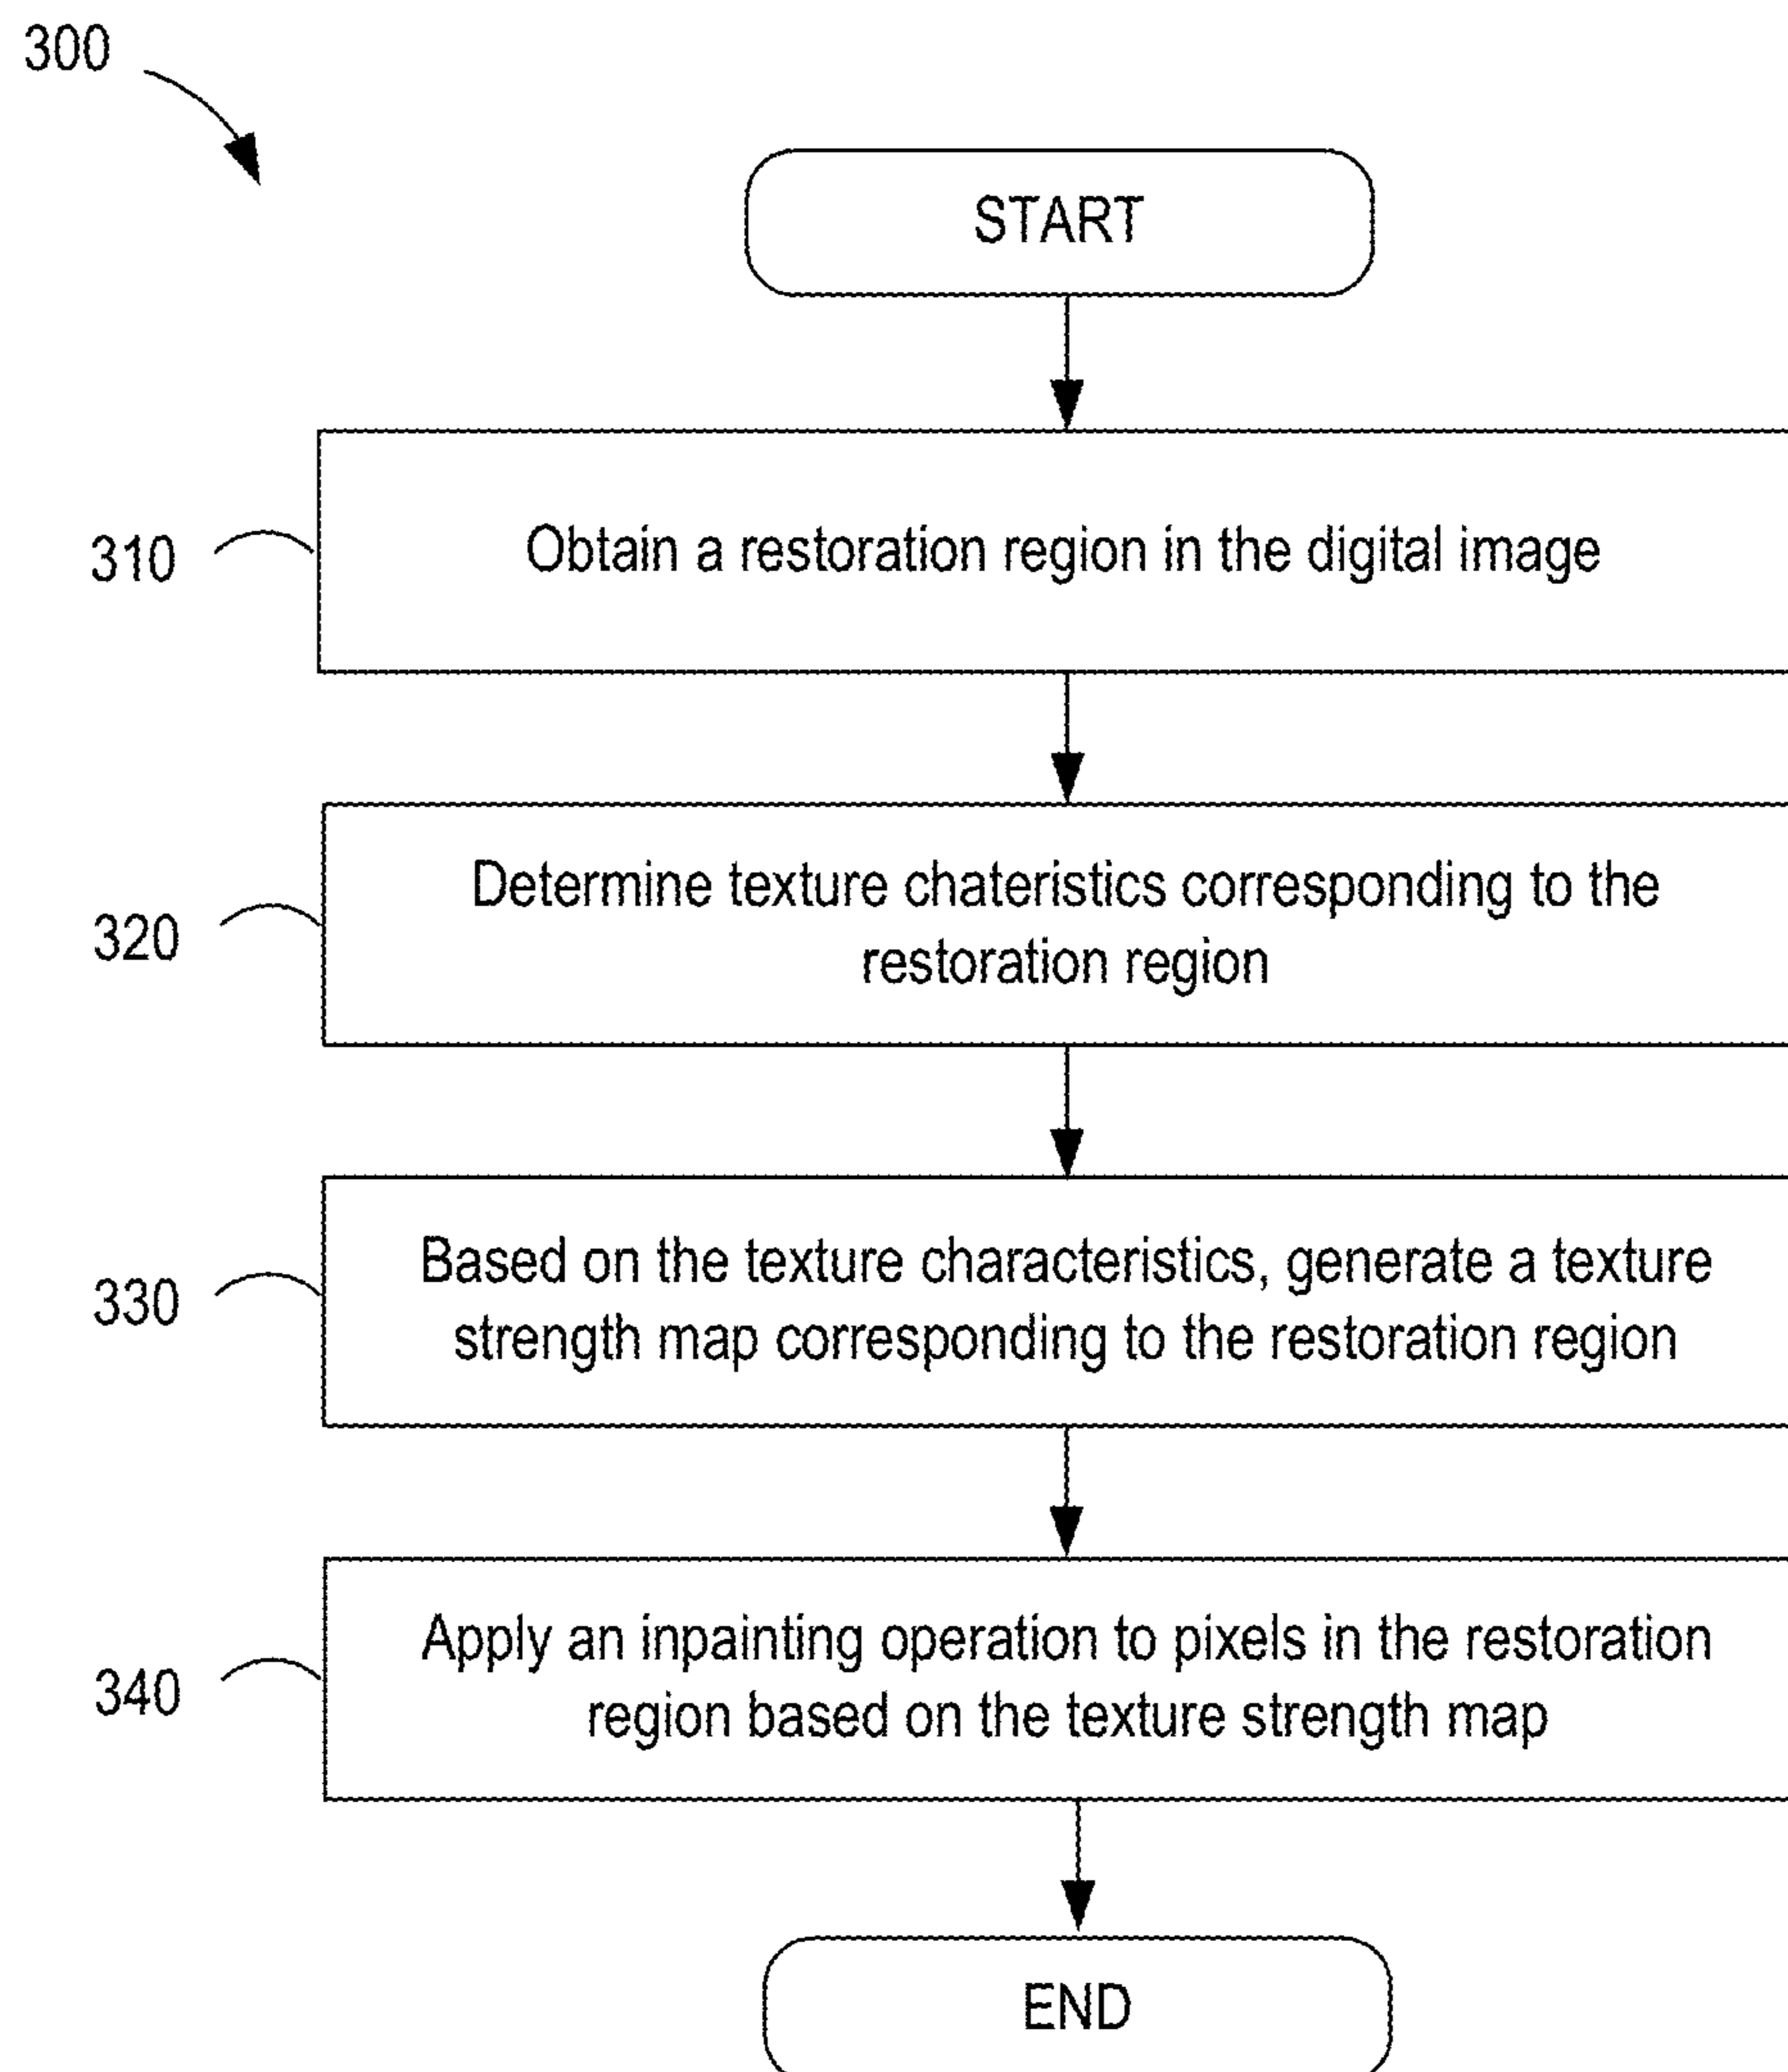 300
START
310
Obtain a restoration region in the digital image
320
Determine texture chateristics corresponding to the
restoration region
330
Based on the texture characteristics, generate a texture
strength map corresponding to the restoration region
340
Apply an inpainting operation to pixels in the restoration
region based on the texture strength map
END